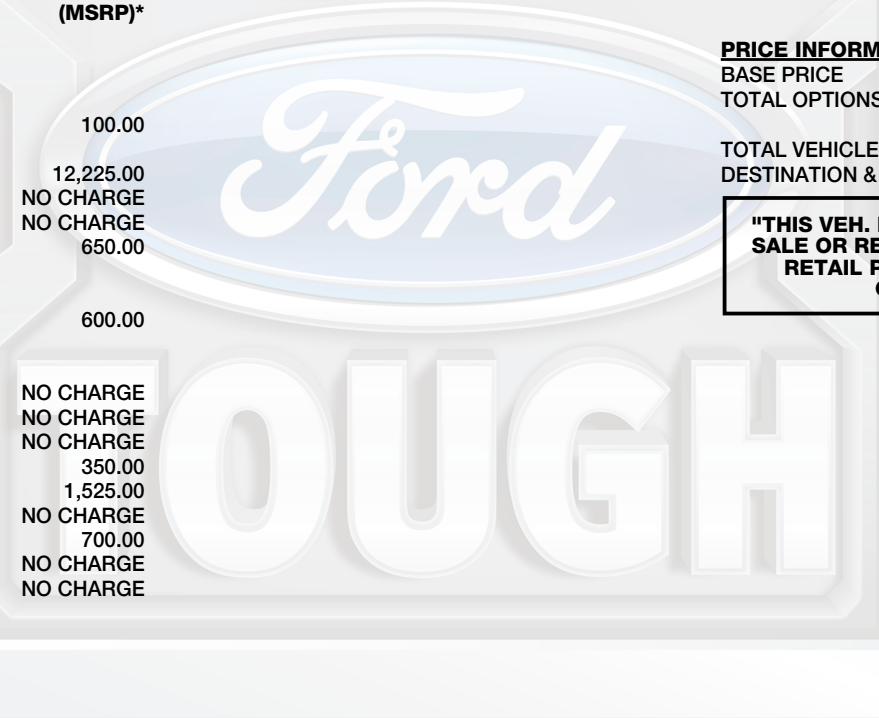 (MSRP)*
100.00
12,225.00
NO CHARGE
NO CHARGE
650.00
600.00
NO CHARGE
NO CHARGE
NO CHARGE
350.00
1,525.00
NO CHARGE
700.00
NO CHARGE
NO CHARGE
PRICE INFORM
BASE PRICE
TOTAL OPTIONS
TOTAL VEHICLE
DESTINATION &
"THIS VEH.
SALE OR RE
RETAIL P
Ford
TOUGH